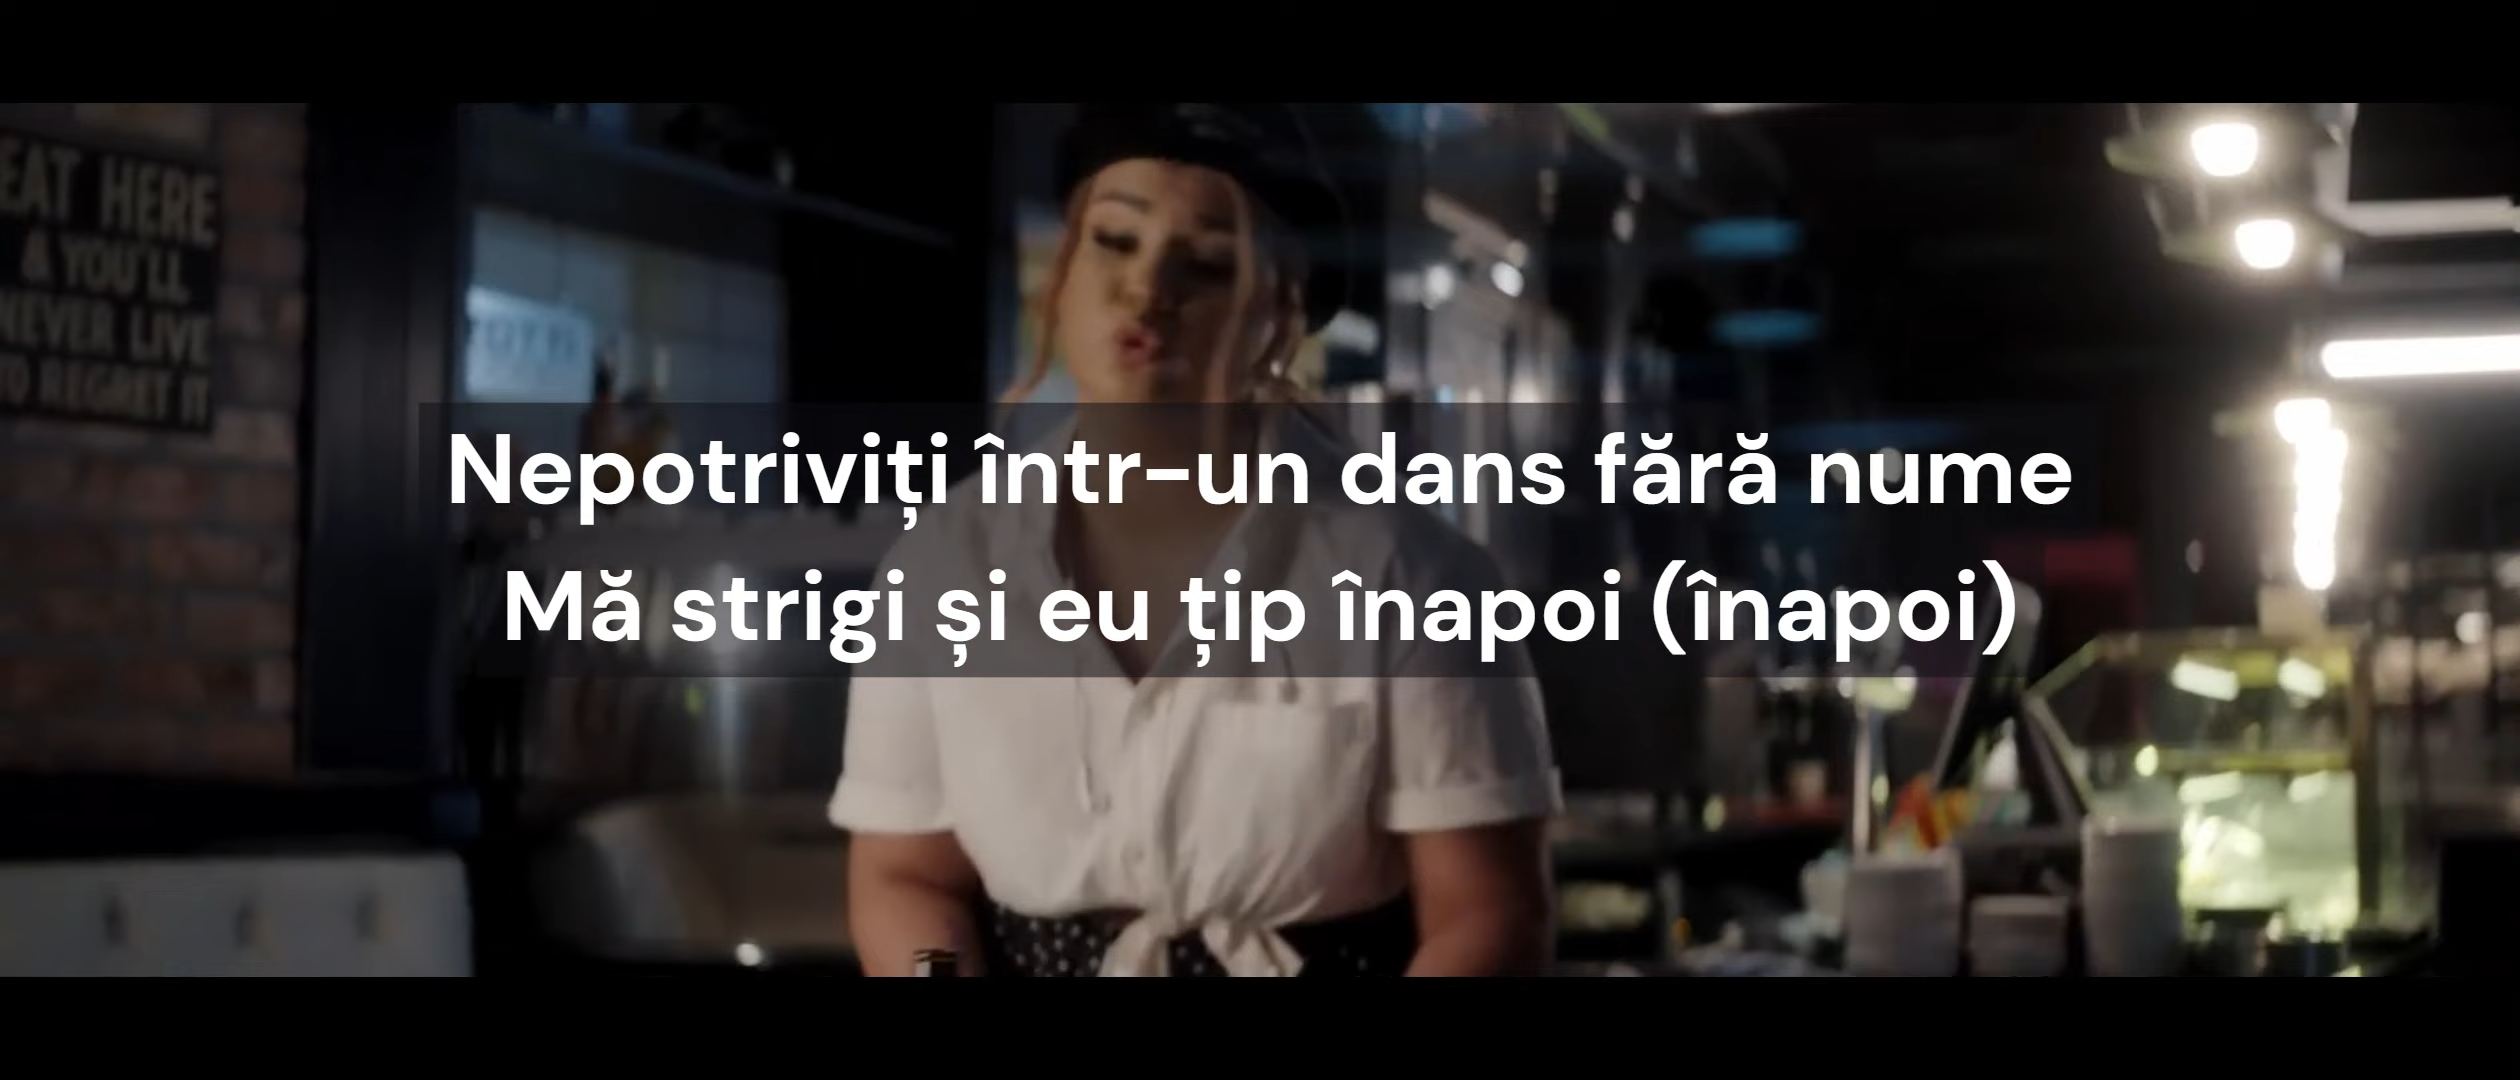 EAT HERE
& YOU'LL
NEVER LIVE
TO REGRET IT
Nepotriviți într-un dans fără nume
Mă strigi și eu țip înapoi (înapoi)